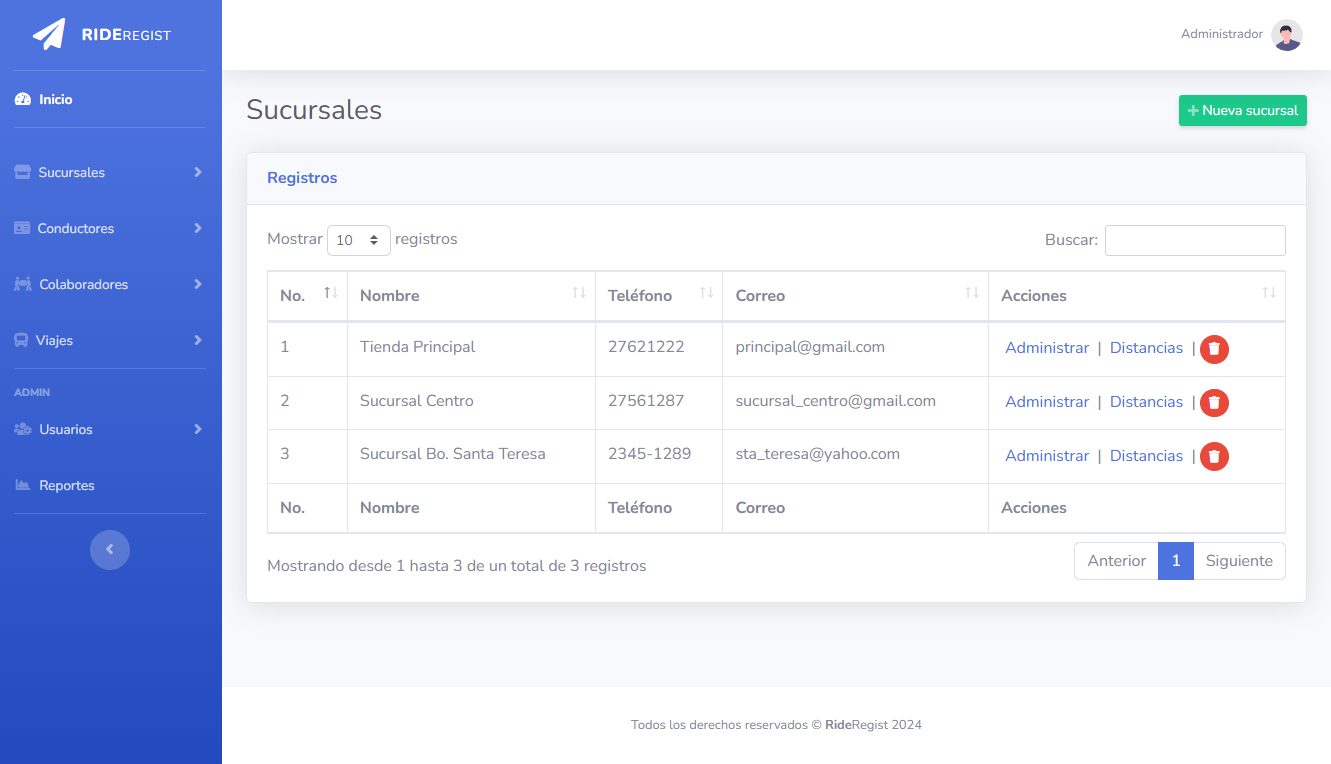 RIDEREGIST
Administrador
Inicio
Sucursales
Conductores
Colaboradores
Viajes
ADMIN
Usuarios
Reportes
Sucursales
+ Nueva sucursal
Registros
Mostrar 10 registros
Buscar:
No. Nombre Teléfono Correo Acciones
1 Tienda Principal 27621222 principal@gmail.com Administrar | Distancias |
2 Sucursal Centro 27561287 sucursal_centro@gmail.com Administrar | Distancias |
3 Sucursal Bo. Santa Teresa 2345-1289 sta_teresa@yahoo.com Administrar | Distancias |
No. Nombre Teléfono Correo Acciones
Mostrando desde 1 hasta 3 de un total de 3 registros
Anterior 1 Siguiente
Todos los derechos reservados © RideRegist 2024